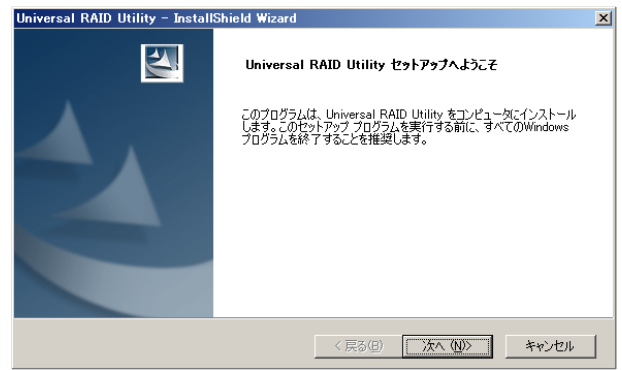 Universal RAID Utility - InstallShield Wizard
Universal RAID Utility セットアップへようこそ
このプログラムは、Universal RAID Utility をコンピュータにインストール
します。このセットアップ プログラムを実行する前に、すべてのWindows
プログラムを終了することを推奨します。
< 戻る(B)
次へ (N)>
キャンセル